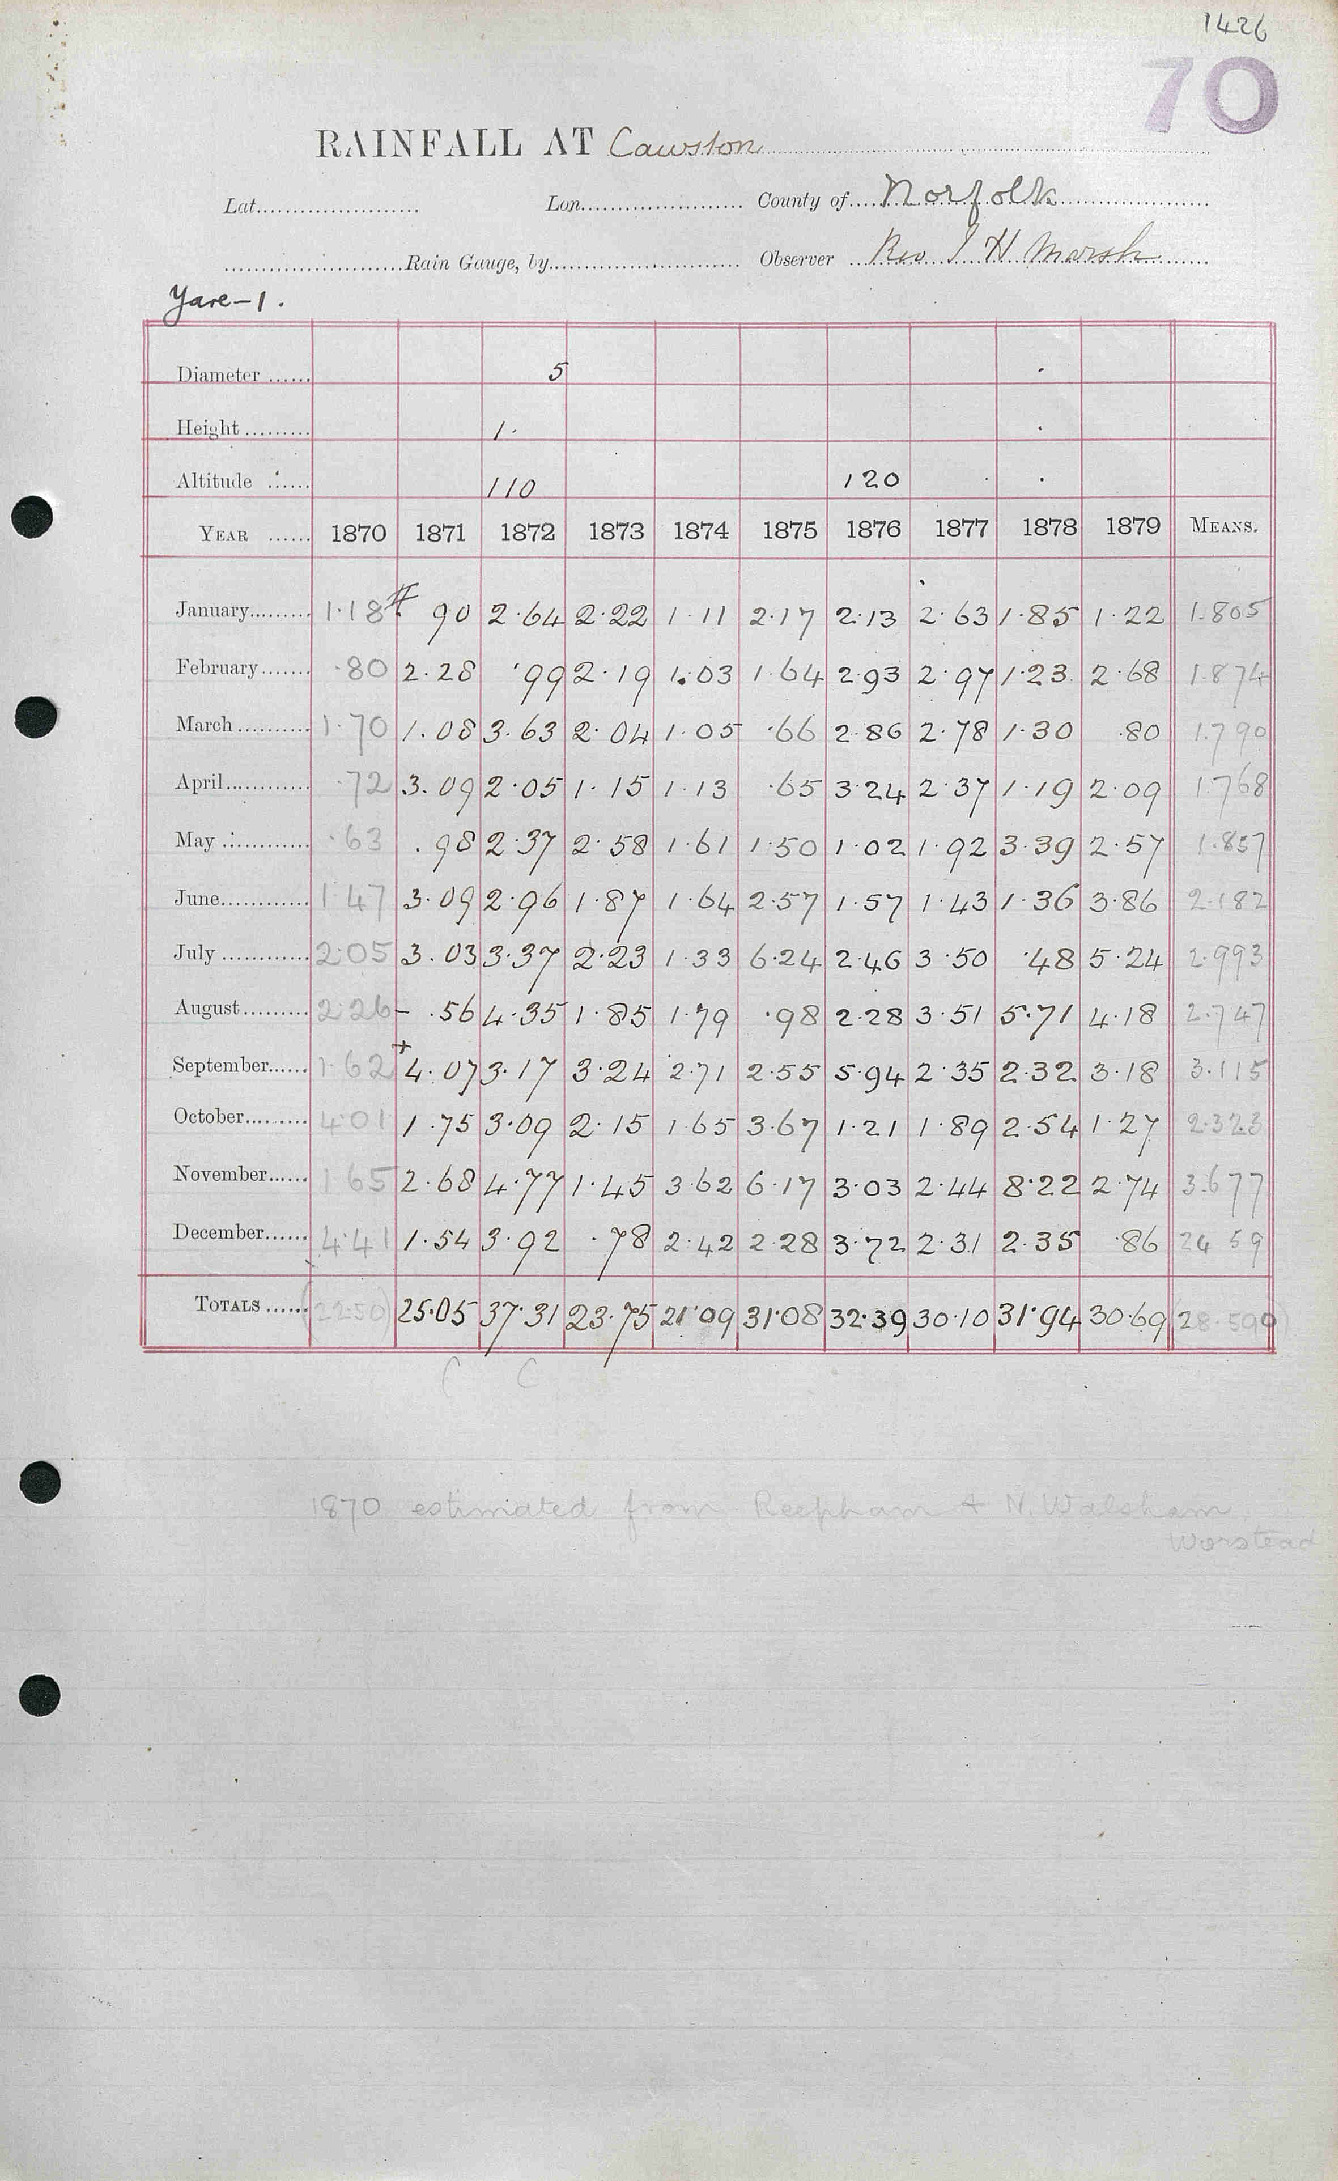 1426
70
RAINFALL AT Cawston
Lat. Lon. County of Norfolk
Rain Gauge, by Observer Rev J H Marsh
Yare-1.
Diameter 5 .
Height 1. .
Altitude 110 120 . .
YEAR 1870 1871 1872 1873 1874 1875 1876 1877 1878 1879 MEANS.
January 1.18 # .90 2.64 2.22 1.11 2.17 2.13 2.63 1.85 1.22 1.805
February .80 2.28 .99 2.19 1.03 1.64 2.93 2.97 1.23 2.68 1.874
March 1.70 1.08 3.63 2.04 1.05 .66 2.86 2.78 1.30 .80 1.790
April .72 3.09 2.05 1.15 1.13 .65 3.24 2.37 1.19 2.09 1.768
May .63 .98 2.37 2.58 1.61 1.50 1.02 1.92 3.39 2.57 1.857
June 1.47 3.09 2.96 1.87 1.64 2.57 1.57 1.43 1.36 3.86 2.182
July 2.05 3.03 3.37 2.23 1.33 6.24 2.46 3.50 .48 5.24 2.993
August 2.26 - .56 4.35 1.85 1.79 .98 2.28 3.51 5.71 4.18 2.747
September 1.62 + 4.07 3.17 3.24 2.71 2.55 5.94 2.35 2.32 3.18 3.115
October 4.01 1.75 3.09 2.15 1.65 3.67 1.21 1.89 2.54 1.27 2.323
November 1.65 2.68 4.77 1.45 3.62 6.17 3.03 2.44 8.22 2.74 3.677
December 4.41 1.54 3.92 .78 2.42 2.28 3.72 2.31 2.35 .86 2459
TOTALS (22.50) 25.05 37.31 23.75 21.09 31.08 32.39 30.10 31.94 30.69 (28.590)
C C
1870 estimated from Reepham & N. Walsham
Worstead